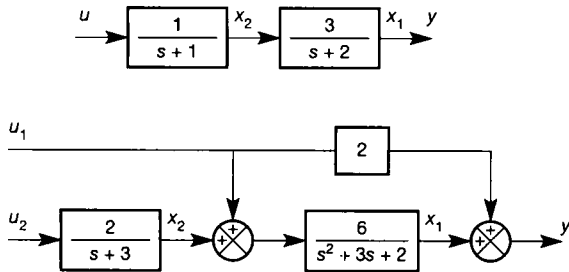 u
1
s + 1
x₂
3
s + 2
x₁
y
u₁
2
u₂
2
s + 3
x₂
+
+
6
s² + 3s + 2
x₁
+
+
y